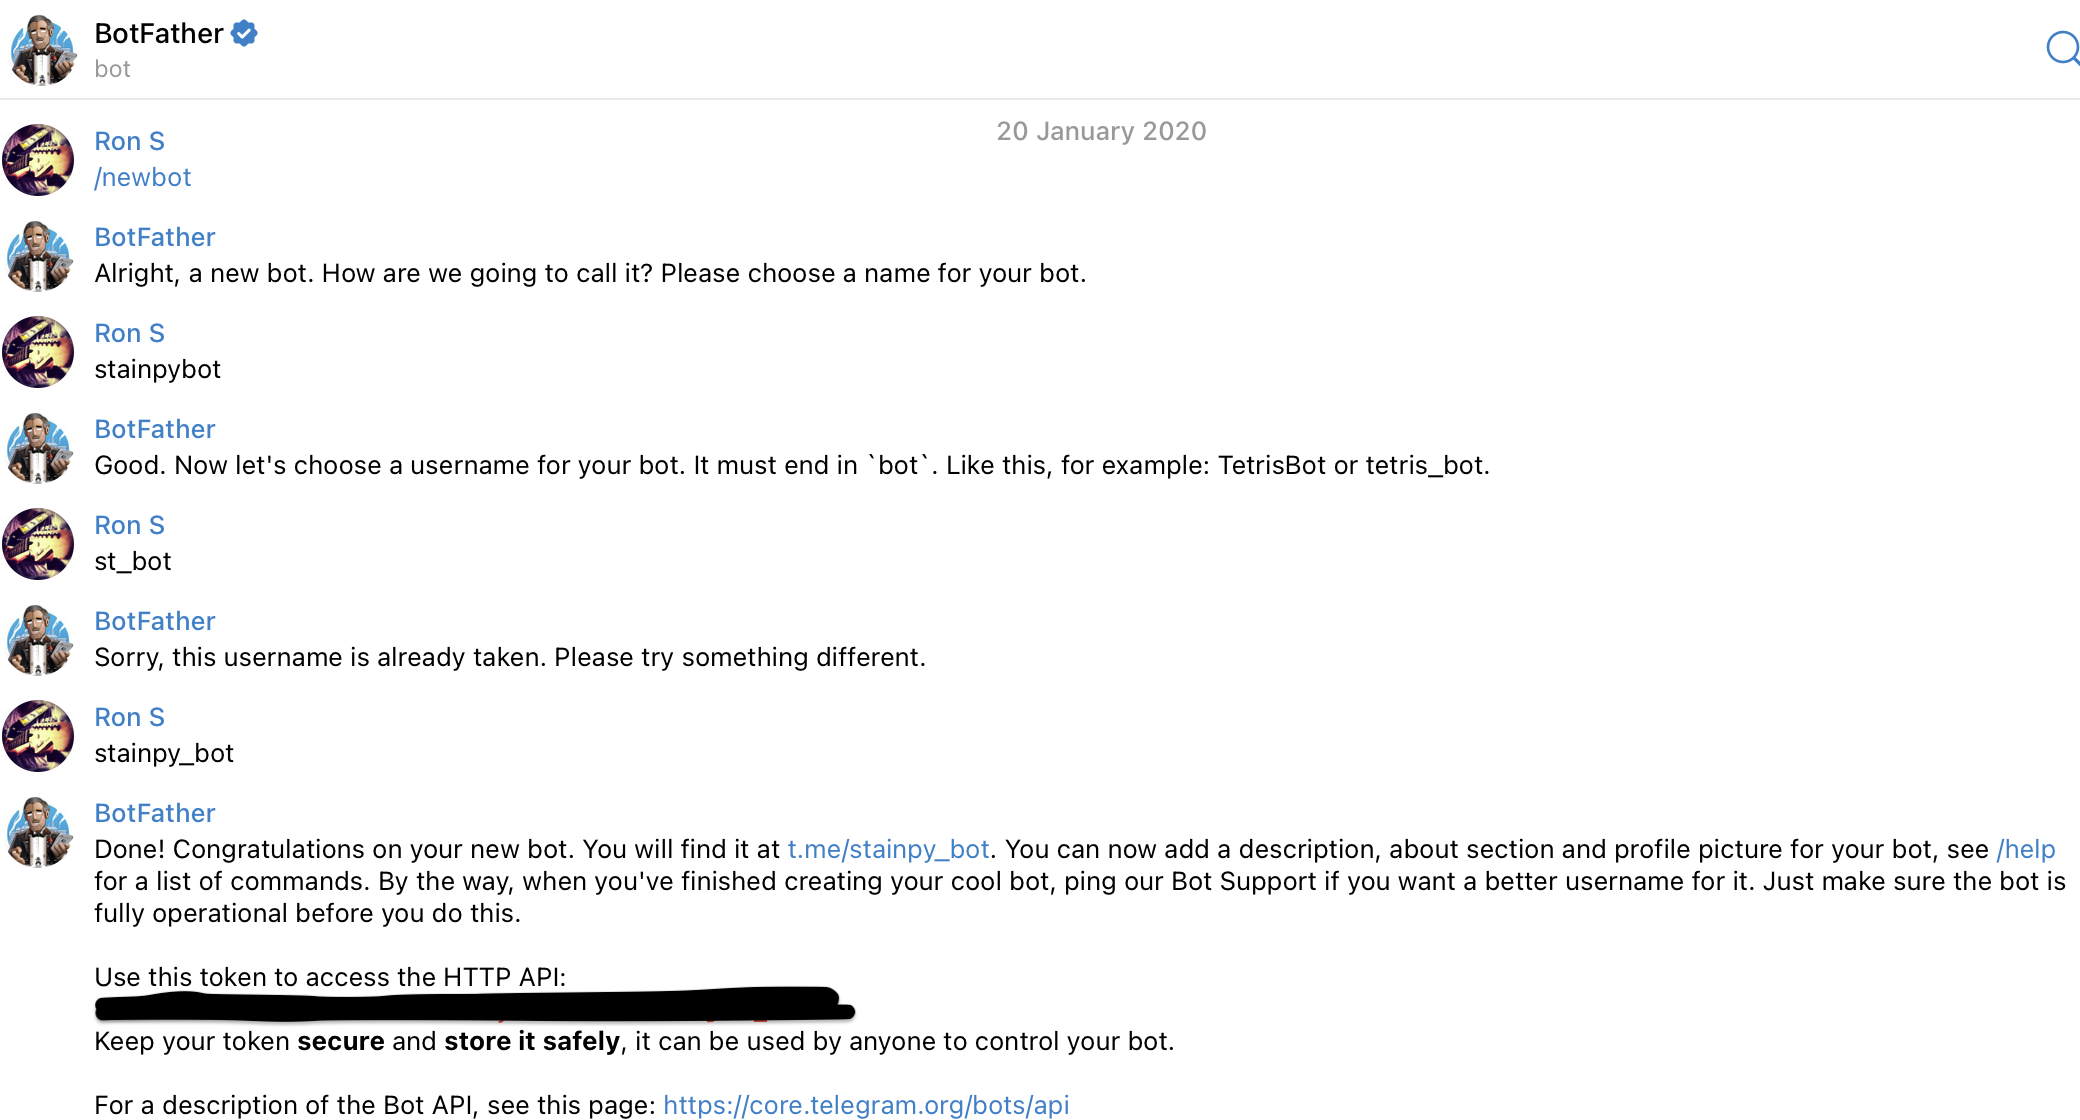 BotFather
bot
20 January 2020
Ron S
/newbot
BotFather
Alright, a new bot. How are we going to call it? Please choose a name for your bot.
Ron S
stainpybot
BotFather
Good. Now let's choose a username for your bot. It must end in `bot`. Like this, for example: TetrisBot or tetris_bot.
Ron S
st_bot
BotFather
Sorry, this username is already taken. Please try something different.
Ron S
stainpy_bot
BotFather
Done! Congratulations on your new bot. You will find it at t.me/stainpy_bot. You can now add a description, about section and profile picture for your bot, see /help
for a list of commands. By the way, when you've finished creating your cool bot, ping our Bot Support if you want a better username for it. Just make sure the bot is
fully operational before you do this.
Use this token to access the HTTP API:
Keep your token secure and store it safely, it can be used by anyone to control your bot.
For a description of the Bot API, see this page: https://core.telegram.org/bots/api